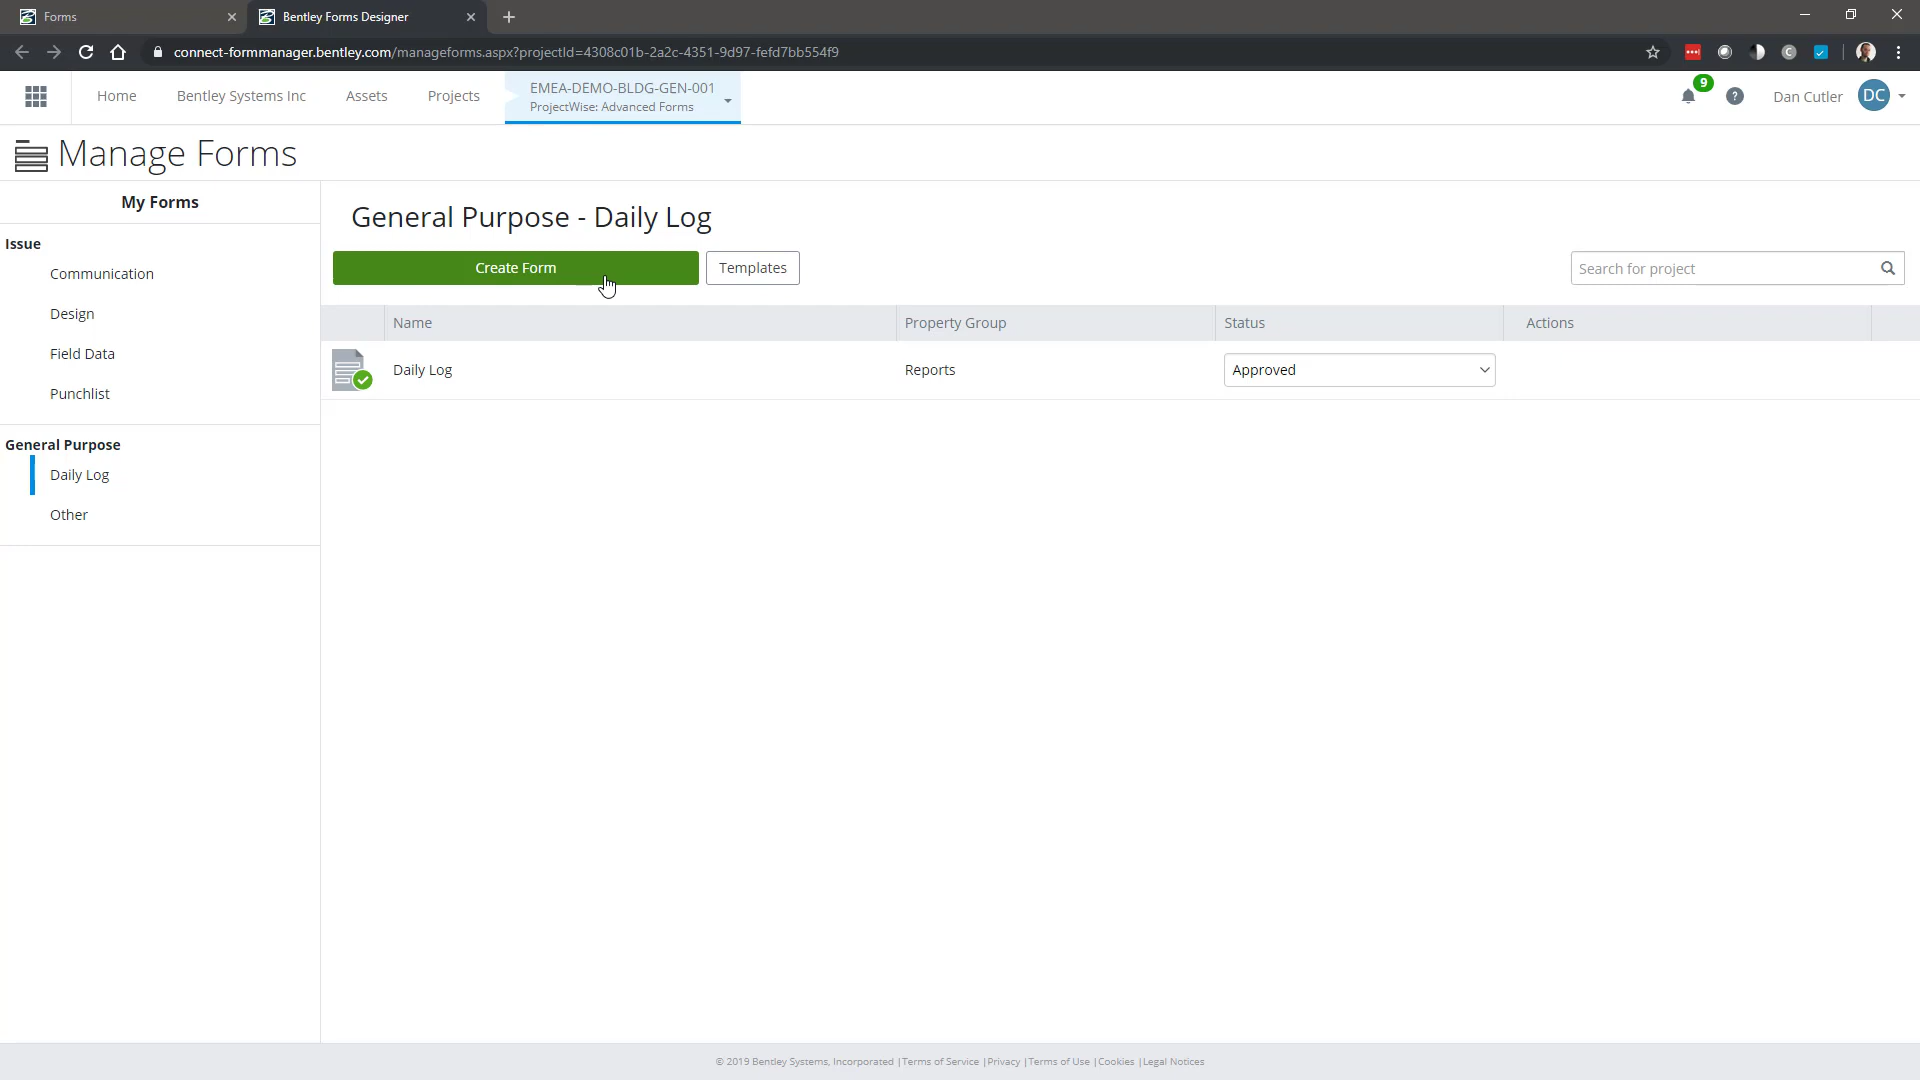 Forms
Bentley Forms Designer
connect-formmanager.bentley.com/manageforms.aspx?projectId=4308c01b-2a2c-4351-9d97-fefd7bb554f9
Home
Bentley Systems Inc
Assets
Projects
EMEA-DEMO-BLDG-GEN-001
ProjectWise: Advanced Forms
9
?
Dan Cutler
DC
Manage Forms
My Forms
Issue
Communication
Design
Field Data
Punchlist
General Purpose
Daily Log
Other
General Purpose - Daily Log
Create Form
Templates
Search for project
Name
Property Group
Status
Actions
Daily Log
Reports
Approved
© 2019 Bentley Systems, Incorporated |Terms of Service |Privacy |Terms of Use |Cookies |Legal Notices